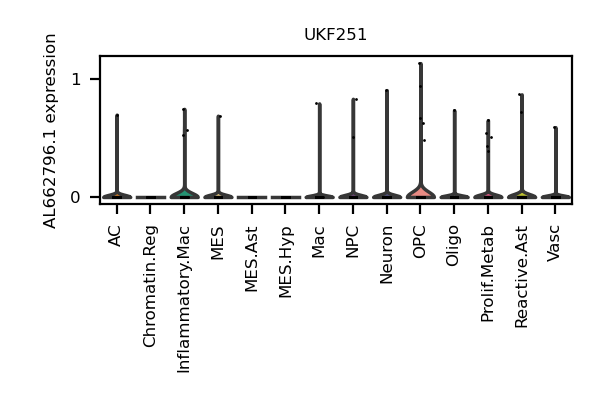 UKF251
AL662796.1 expression
1
0
AC
Chromatin.Reg
Inflammatory.Mac
MES
MES.Ast
MES.Hyp
Mac
NPC
Neuron
OPC
Oligo
Prolif.Metab
Reactive.Ast
Vasc